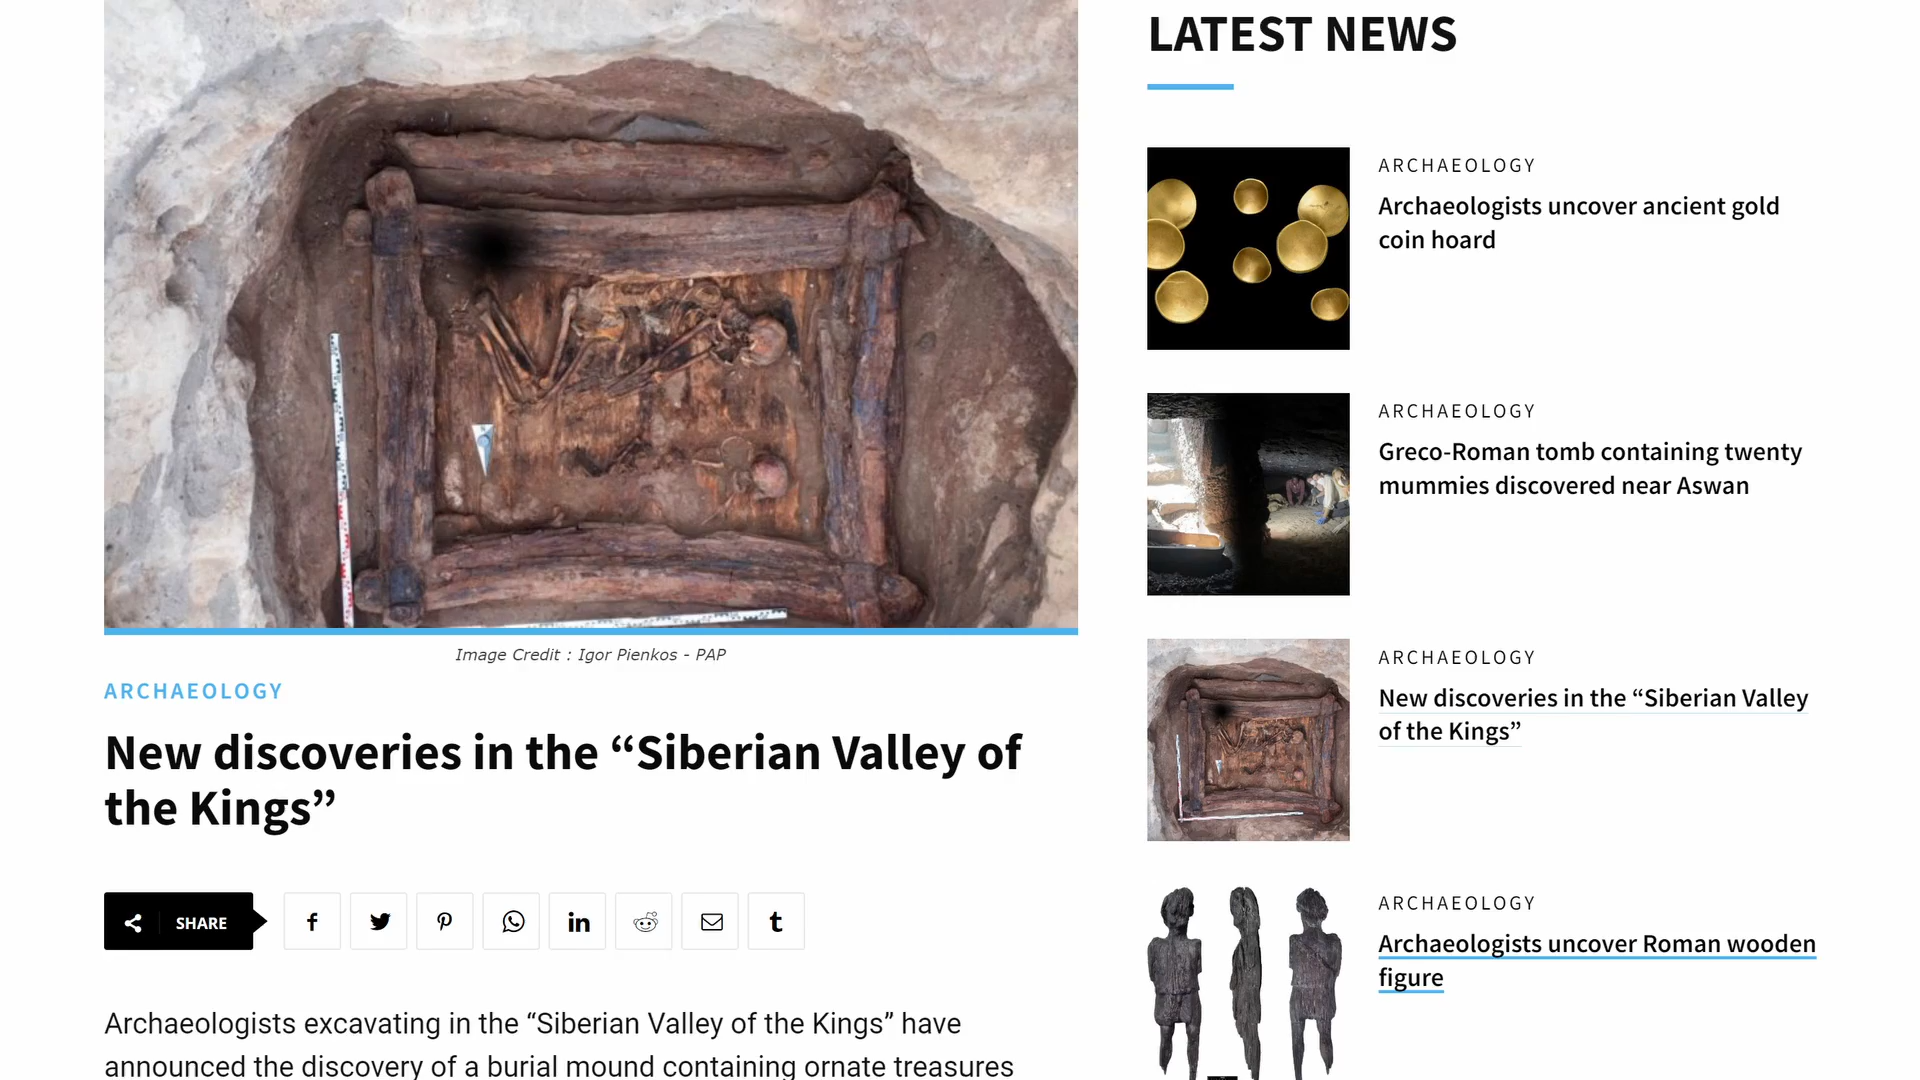 Image Credit : Igor Pienkos - PAP
ARCHAEOLOGY
New discoveries in the “Siberian Valley of
the Kings”
SHARE
Archaeologists excavating in the “Siberian Valley of the Kings” have
announced the discovery of a burial mound containing ornate treasures
LATEST NEWS
ARCHAEOLOGY
Archaeologists uncover ancient gold
coin hoard
ARCHAEOLOGY
Greco-Roman tomb containing twenty
mummies discovered near Aswan
ARCHAEOLOGY
New discoveries in the “Siberian Valley
of the Kings”
ARCHAEOLOGY
Archaeologists uncover Roman wooden
figure